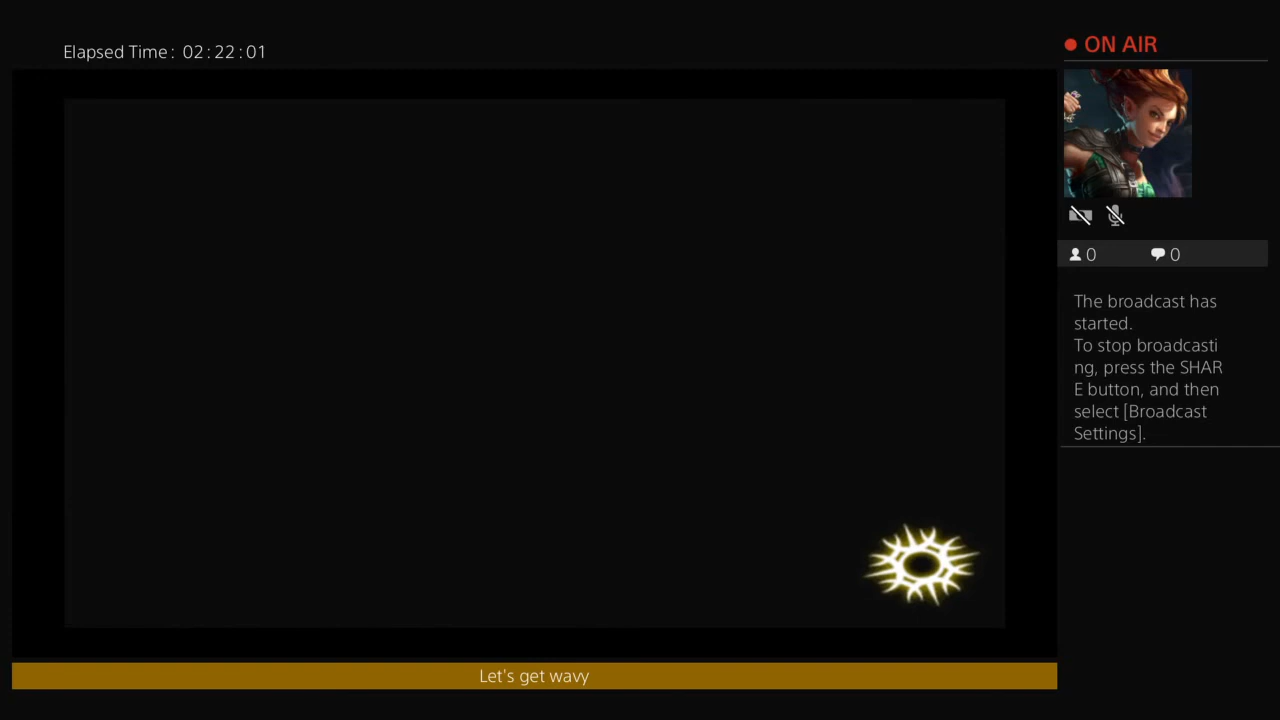 Elapsed Time: 02:22:01
ON AIR
0 0
The broadcast has
started.
To stop broadcasti
ng, press the SHAR
E button, and then
select [Broadcast
Settings].
Let's get wavy